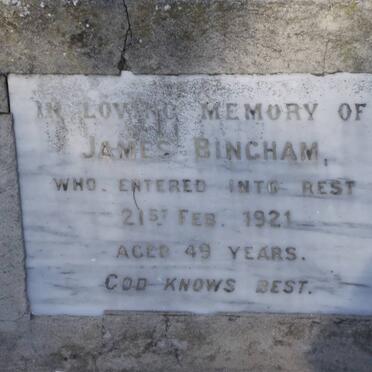 IN LOVING MEMORY OF
JAMES BINGHAM,
WHO ENTERED INTO REST
21ST FEB. 1921
AGED 49 YEARS.
GOD KNOWS BEST.